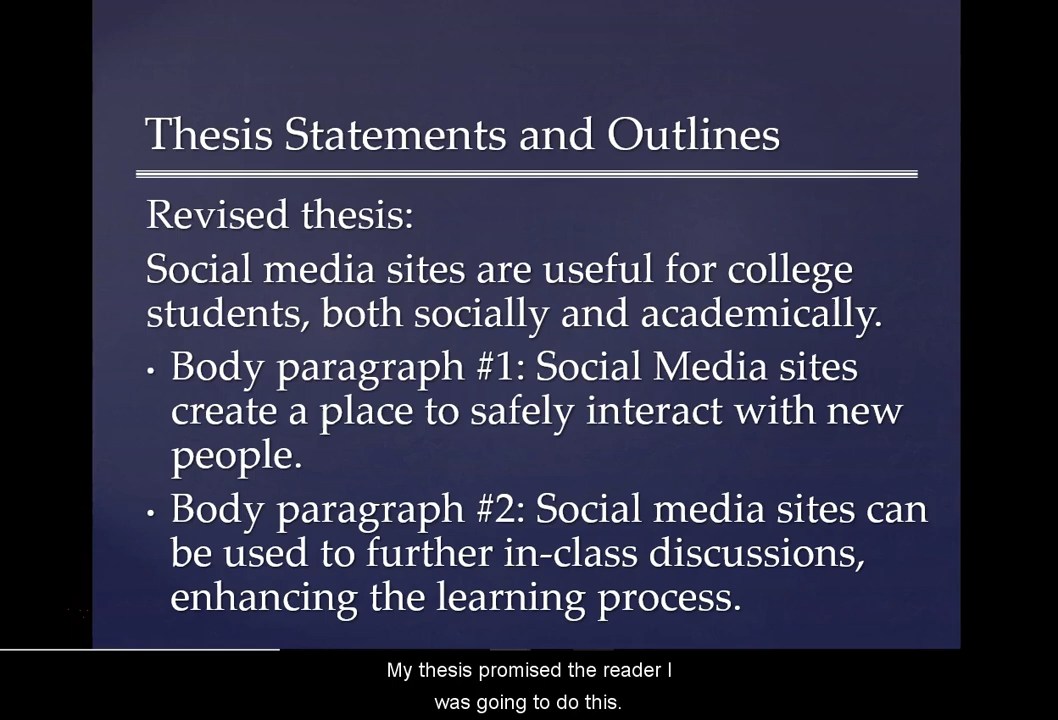 Thesis Statements and Outlines
Revised thesis:
Social media sites are useful for college
students, both socially and academically.
• Body paragraph #1: Social Media sites
create a place to safely interact with new
people.
• Body paragraph #2: Social media sites can
be used to further in-class discussions,
enhancing the learning process.
My thesis promised the reader I
was going to do this.